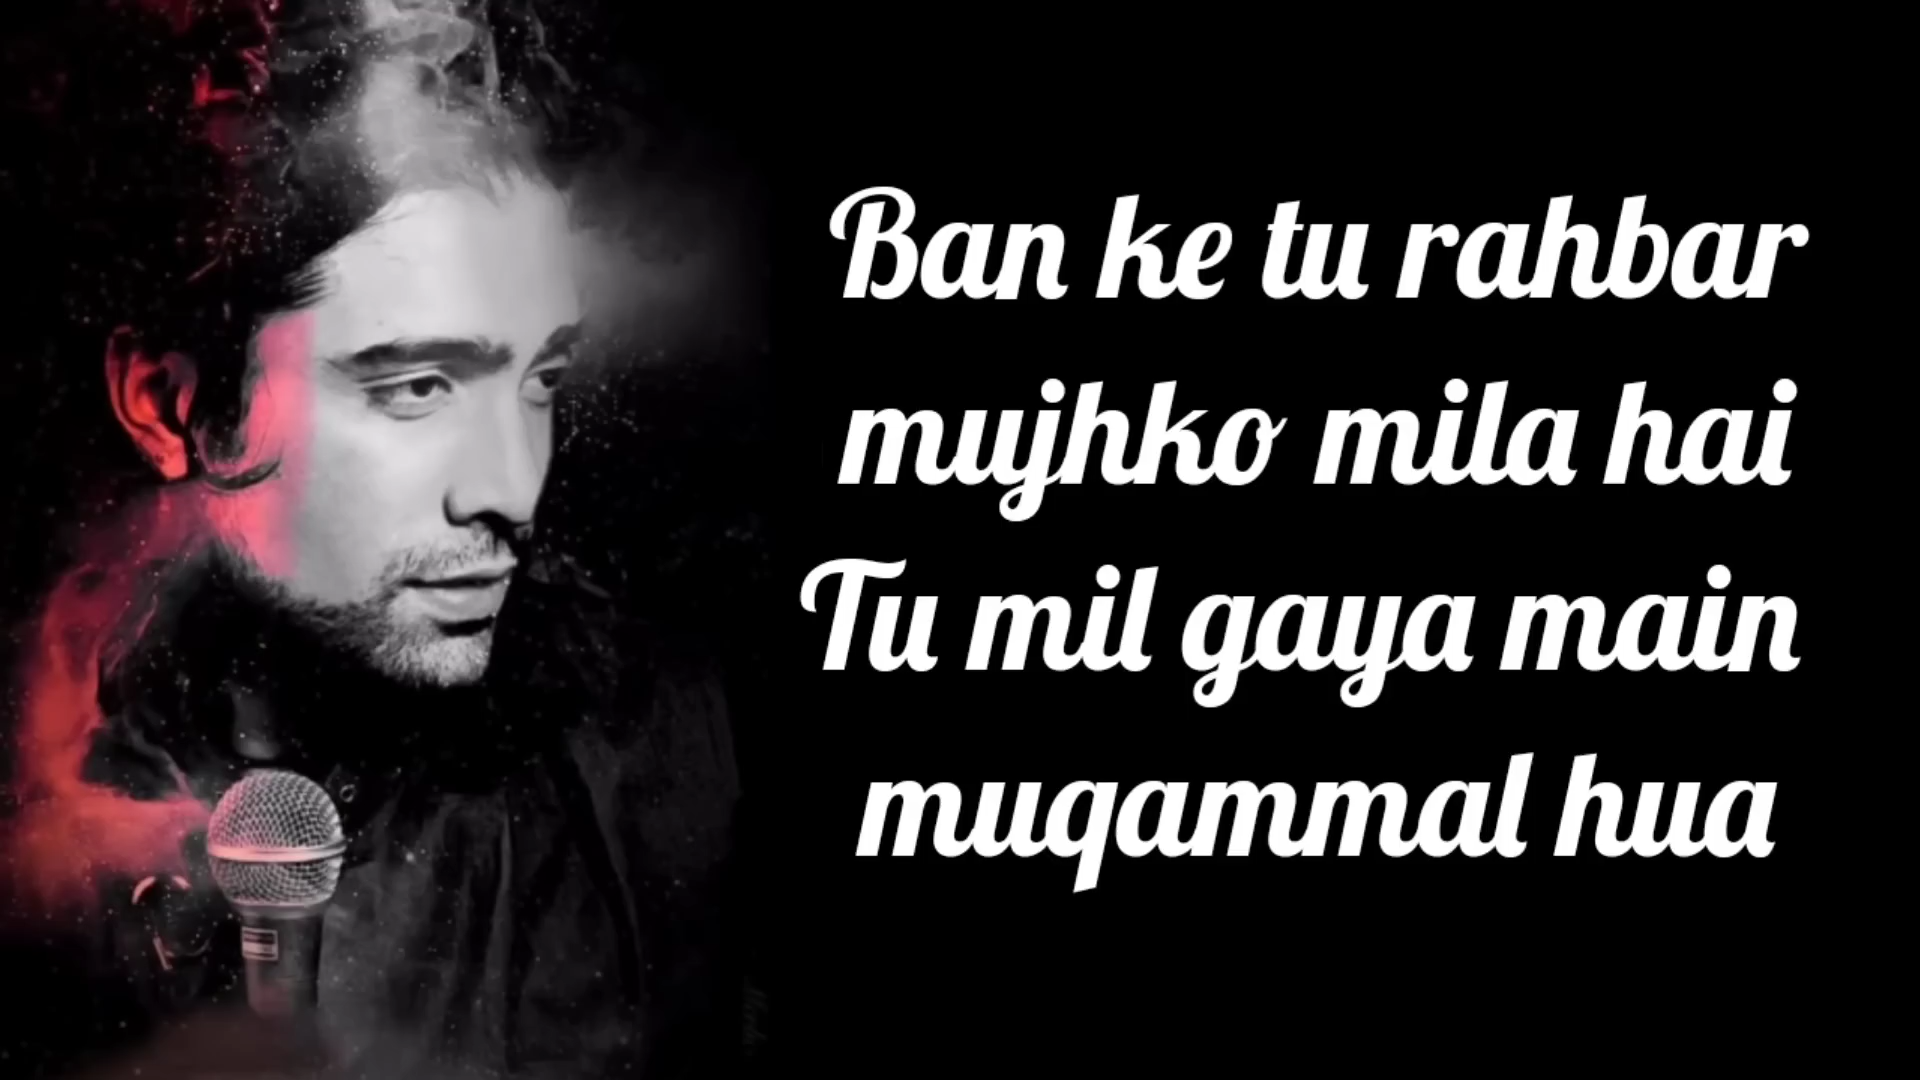 Ban ke tu rahbar
mujhko mila hai
Tu mil gaya main
muqammal hua